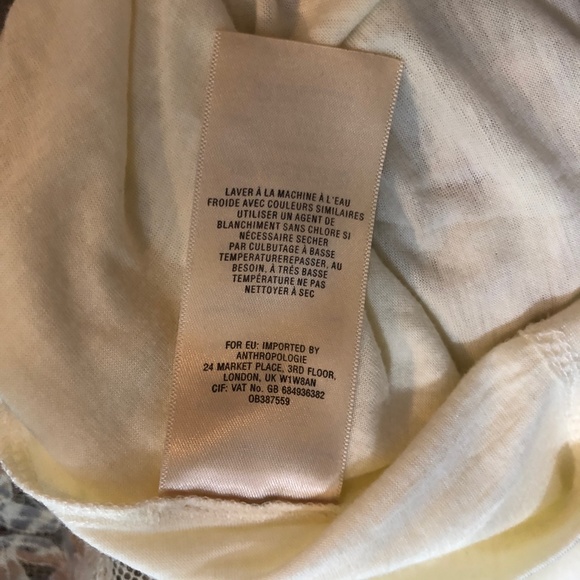 LAVER À LA MACHINE À L'EAU
FROIDE AVEC COULEURS SIMILAIRES
UTILISER UN AGENT DE
BLANCHIMENT SANS CHLORE SI
NÉCESSAIRE SECHER
PAR CULBUTAGE À BASSE
TEMPERATUREREPASSER, AU
BESOIN, À TRÉS BASSE
TEMPÉRATURE NE PAS
NETTOYER À SEC
FOR EU: IMPORTED BY
ANTHROPOLOGIE
24 MARKET PLACE, 3RD FLOOR,
LONDON, UK W1W8AN
CIF: VAT No. GB 684936382
OB387559